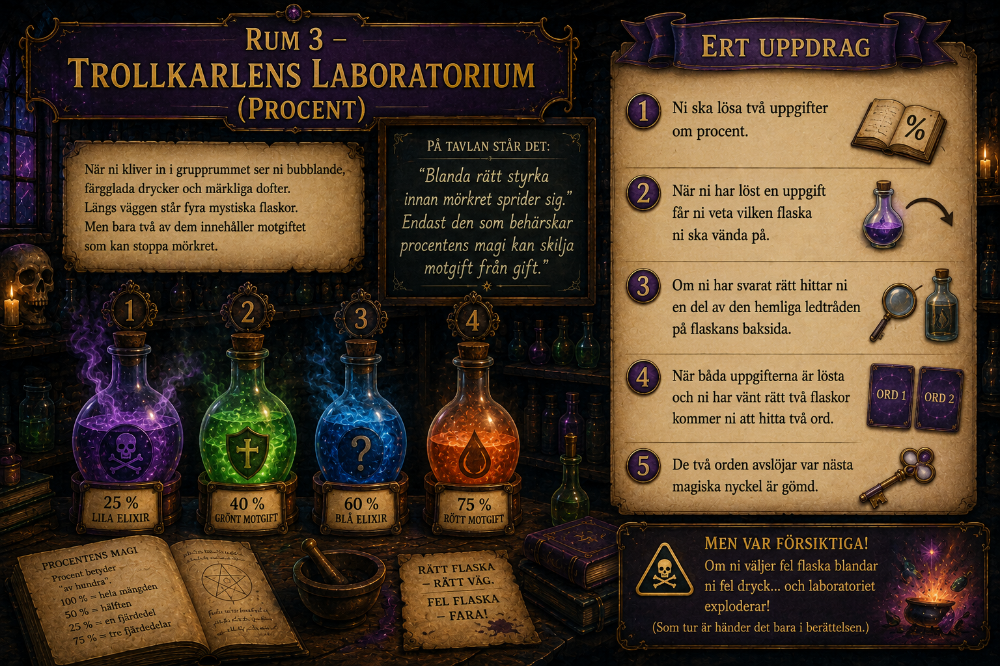 RUM 3 –
TROLLKARLENS LABORATORIUM
(PROCENT)
När ni kliver in i grupprummet ser ni bubblande,
färgglada drycker och märkliga dofter.
Längs väggen står fyra mystiska flaskor.
Men bara två av dem innehåller motgiftet
som kan stoppa mörkret.
PÅ TAVLAN STÅR DET:
“Blanda rätt styrka
innan mörkret sprider sig.”
Endast den som behärskar
procentens magi kan skilja
motgift från gift.”
1
2
3
4
25 %
LILA ELIXIR
40 %
GRÖNT MOTGIFT
60 %
BLÅ ELIXIR
75 %
RÖTT MOTGIFT
PROCENTENS MAGI
Procent betyder
"av hundra".
100 % = hela mängden
50 % = hälften
25 % = en fjärdedel
75 % = tre fjärdedelar
RÄTT FLASKA
– RÄTT VÄG.
FEL FLASKA
– FARA!
ERT UPPDRAG
1
Ni ska lösa två uppgifter
om procent.
%
2
När ni har löst en uppgift
får ni veta vilken flaska
ni ska vända på.
3
Om ni har svarat rätt hittar ni
en del av den hemliga ledtråden
på flaskans baksida.
4
När båda uppgifterna är lösta
och ni har vänt rätt två flaskor
kommer ni att hitta två ord.
ORD 1
ORD 2
5
De två orden avslöjar var nästa
magiska nyckel är gömd.
MEN VAR FÖRSIKTIGA!
Om ni väljer fel flaska blandar
ni fel dryck... och laboratoriet
exploderar!
(Som tur är händer det bara i berättelsen.)